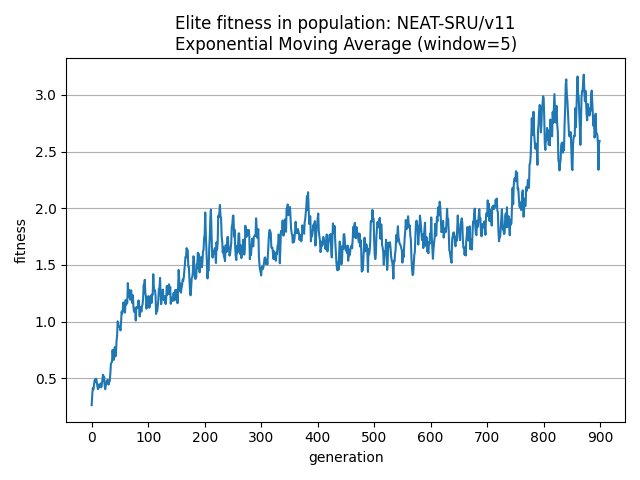 Elite fitness in population: NEAT-SRU/v11
Exponential Moving Average (window=5)
fitness
3.0
2.5
2.0
1.5
1.0
0.5
0 100 200 300 400 500 600 700 800 900
generation